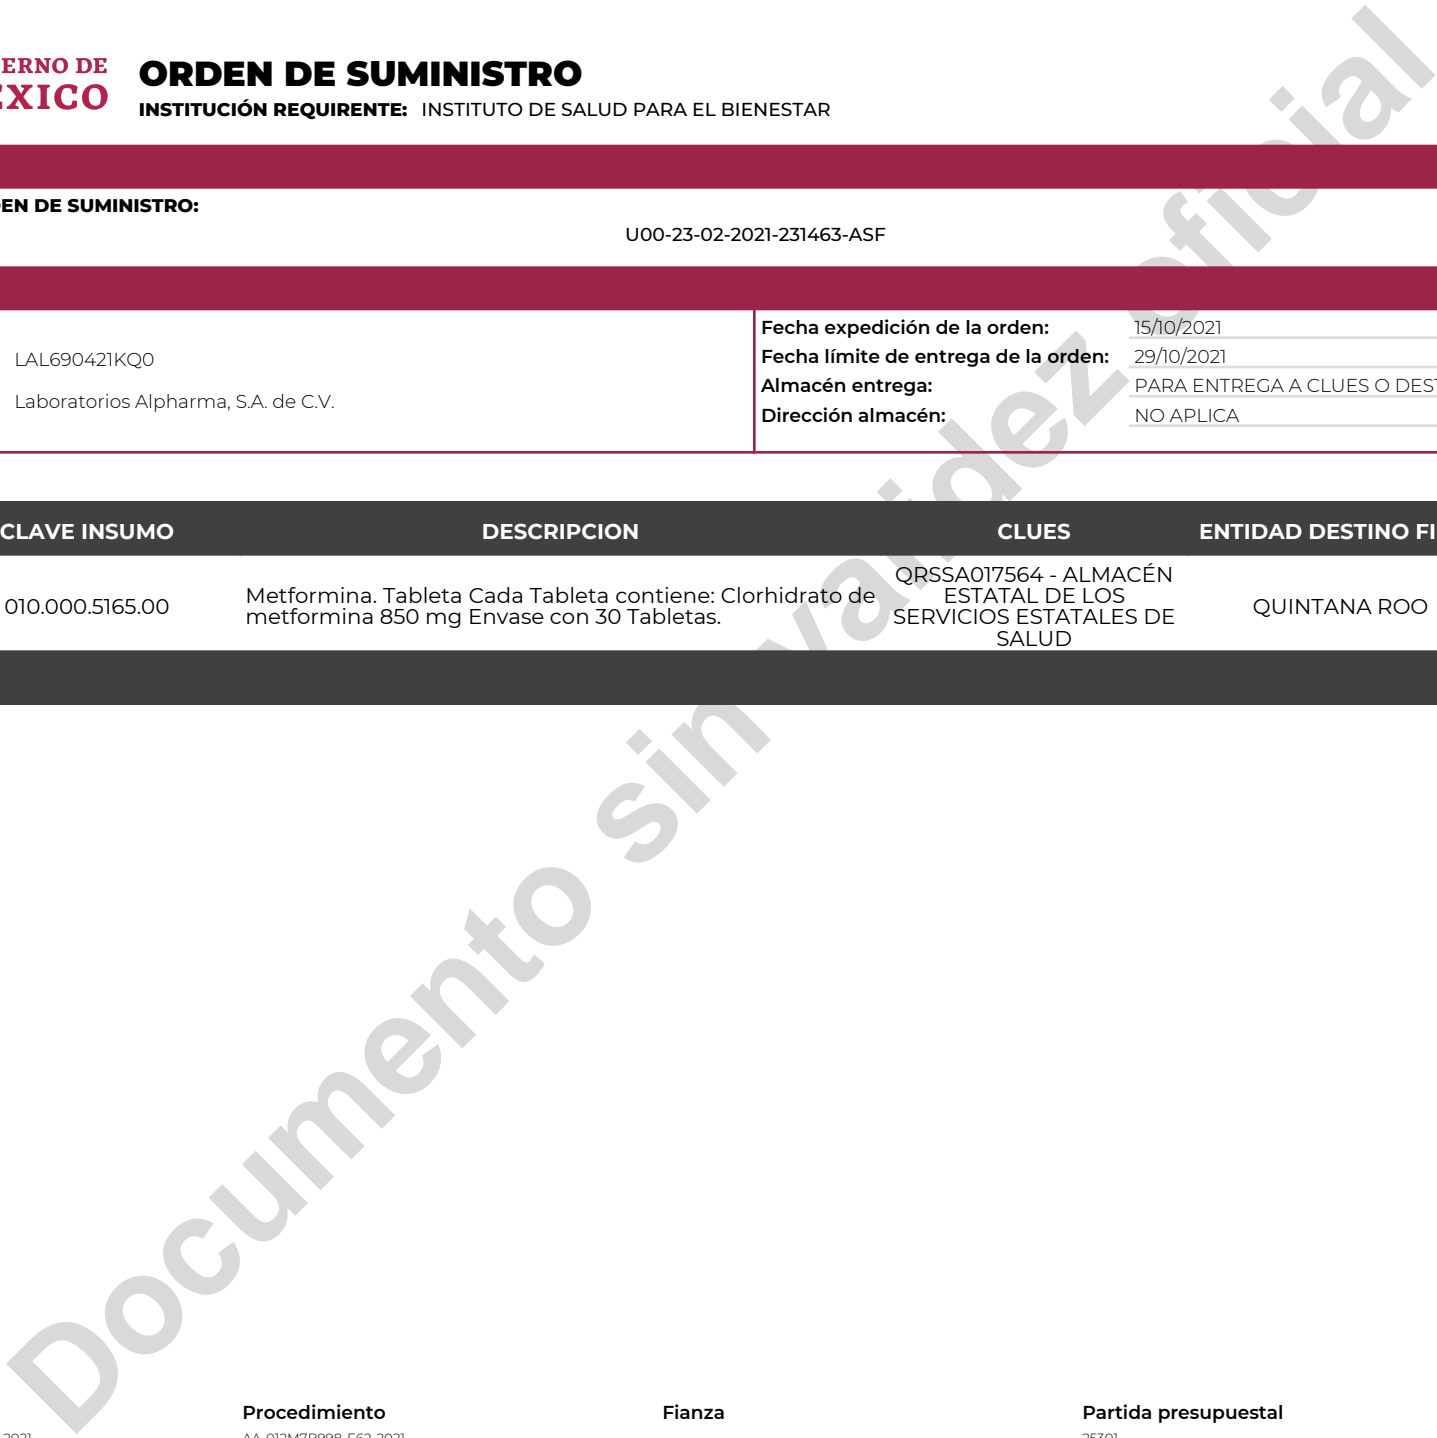 ERNO DE
ÉXICO
ORDEN DE SUMINISTRO
INSTITUCIÓN REQUIRENTE: INSTITUTO DE SALUD PARA EL BIENESTAR
EN DE SUMINISTRO:
U00-23-02-2021-231463-ASF
LAL690421KQ0
Laboratorios Alpharma, S.A. de C.V.
Fecha expedición de la orden: 15/10/2021
Fecha límite de entrega de la orden: 29/10/2021
Almacén entrega: PARA ENTREGA A CLUES O DEST
Dirección almacén: NO APLICA
CLAVE INSUMO DESCRIPCION CLUES ENTIDAD DESTINO FI
010.000.5165.00
Metformina. Tableta Cada Tableta contiene: Clorhidrato de
metformina 850 mg Envase con 30 Tabletas.
QRSSA017564 - ALMACÉN
ESTATAL DE LOS
SERVICIOS ESTATALES DE
SALUD
QUINTANA ROO
Documento sin validez oficial
Procedimiento Fianza Partida presupuestal